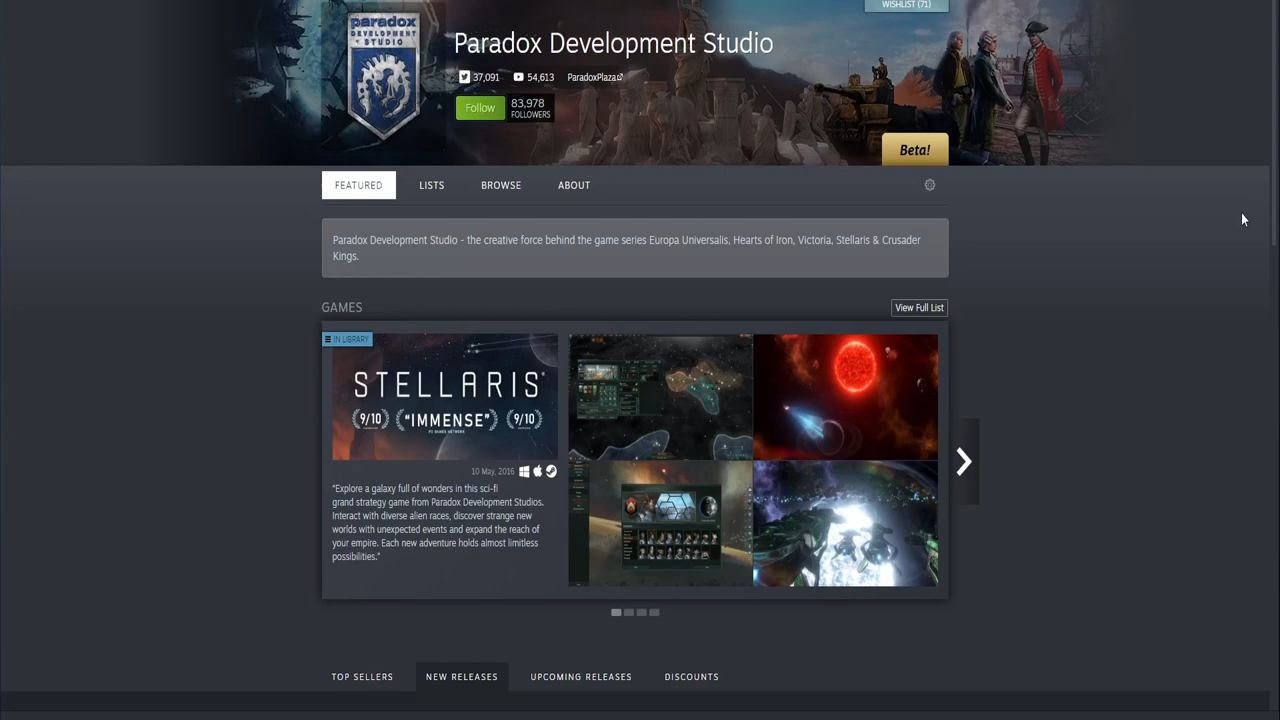 WISHLIST (71)
paradox
DEVELOPMENT
STUDIO
Paradox Development Studio
37,091 54,613 ParadoxPlaza
Follow 83,978
FOLLOWERS
Beta!
FEATURED LISTS BROWSE ABOUT
Paradox Development Studio - the creative force behind the game series Europa Universalis, Hearts of Iron, Victoria, Stellaris & Crusader
Kings.
GAMES View Full List
IN LIBRARY
STELLARIS
9/10 "IMMENSE" 9/10
10 May, 2016
"Explore a galaxy full of wonders in this sci-fi
grand strategy game from Paradox Development Studios.
Interact with diverse alien races, discover strange new
worlds with unexpected events and expand the reach of
your empire. Each new adventure holds almost limitless
possibilities."
TOP SELLERS NEW RELEASES UPCOMING RELEASES DISCOUNTS